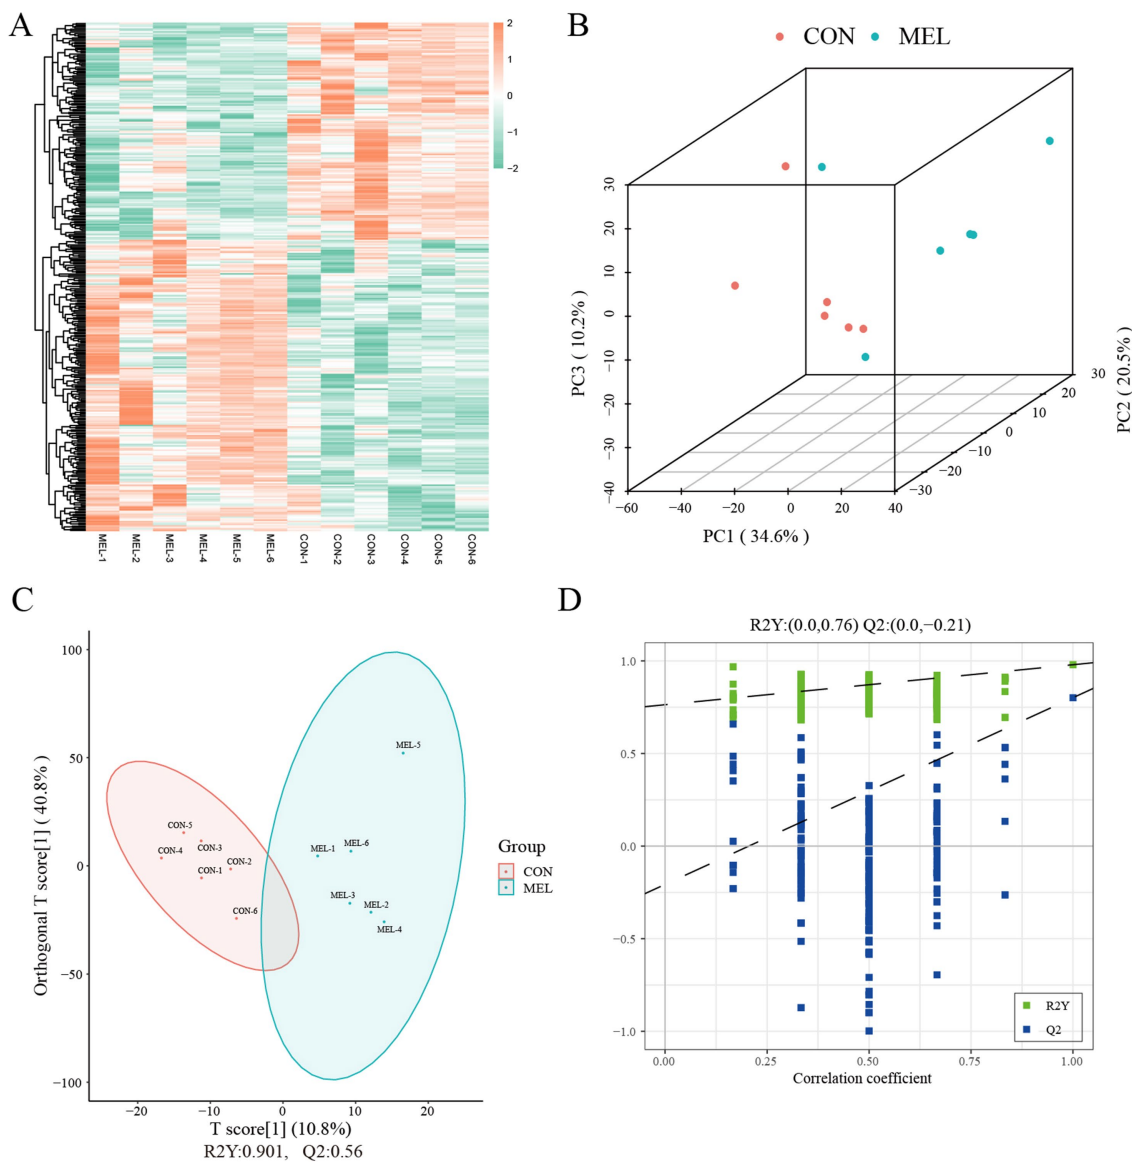 A
2
1
0
−1
−2
MEL-1
MEL-2
MEL-3
MEL-4
MEL-5
MEL-6
CON-1
CON-2
CON-3
CON-4
CON-5
CON-6
B
CON MEL
30
20
10
0
−10
−20
−30
−40
PC3 ( 10.2% )
−60 −40 −20 0 20 40
PC1 ( 34.6% )
30
20
10
0
−10
−20
−30
PC2 ( 20.5% )
C
100
50
0
−50
−100
Orthogonal T score[1] ( 40.8% )
MEL-5
CON-5
CON-3
CON-4
CON-2
CON-1
CON-6
MEL-1
MEL-6
MEL-3
MEL-2
MEL-4
−20 −10 0 10 20
T score[1] (10.8%)
R2Y:0.901, Q2:0.56
Group
CON
MEL
D
R2Y:(0.0,0.76) Q2:(0.0,−0.21)
1.0
0.5
0.0
−0.5
−1.0
R2Y
Q2
0.00 0.25 0.50 0.75 1.00
Correlation coefficient